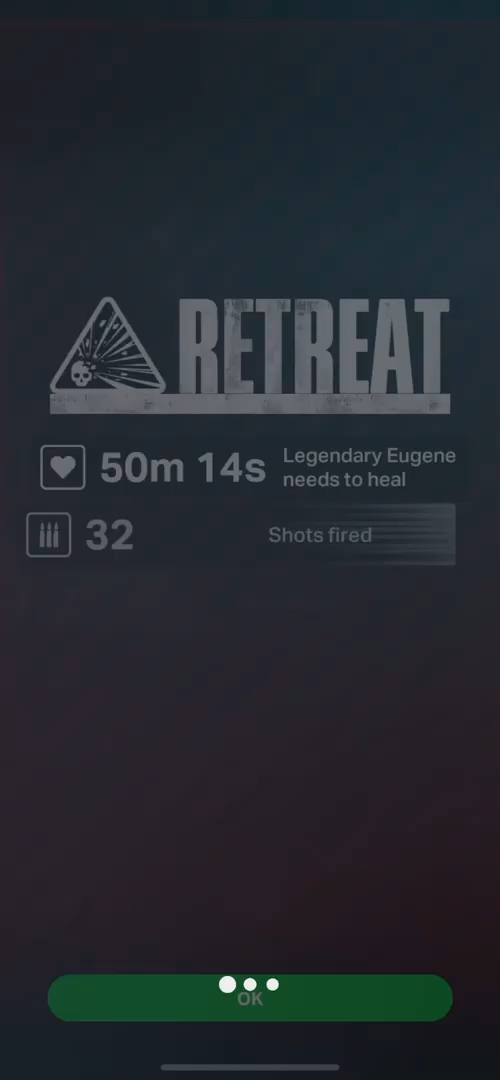 RETREAT
50m 14s
Legendary Eugene
needs to heal
32
Shots fired
OK